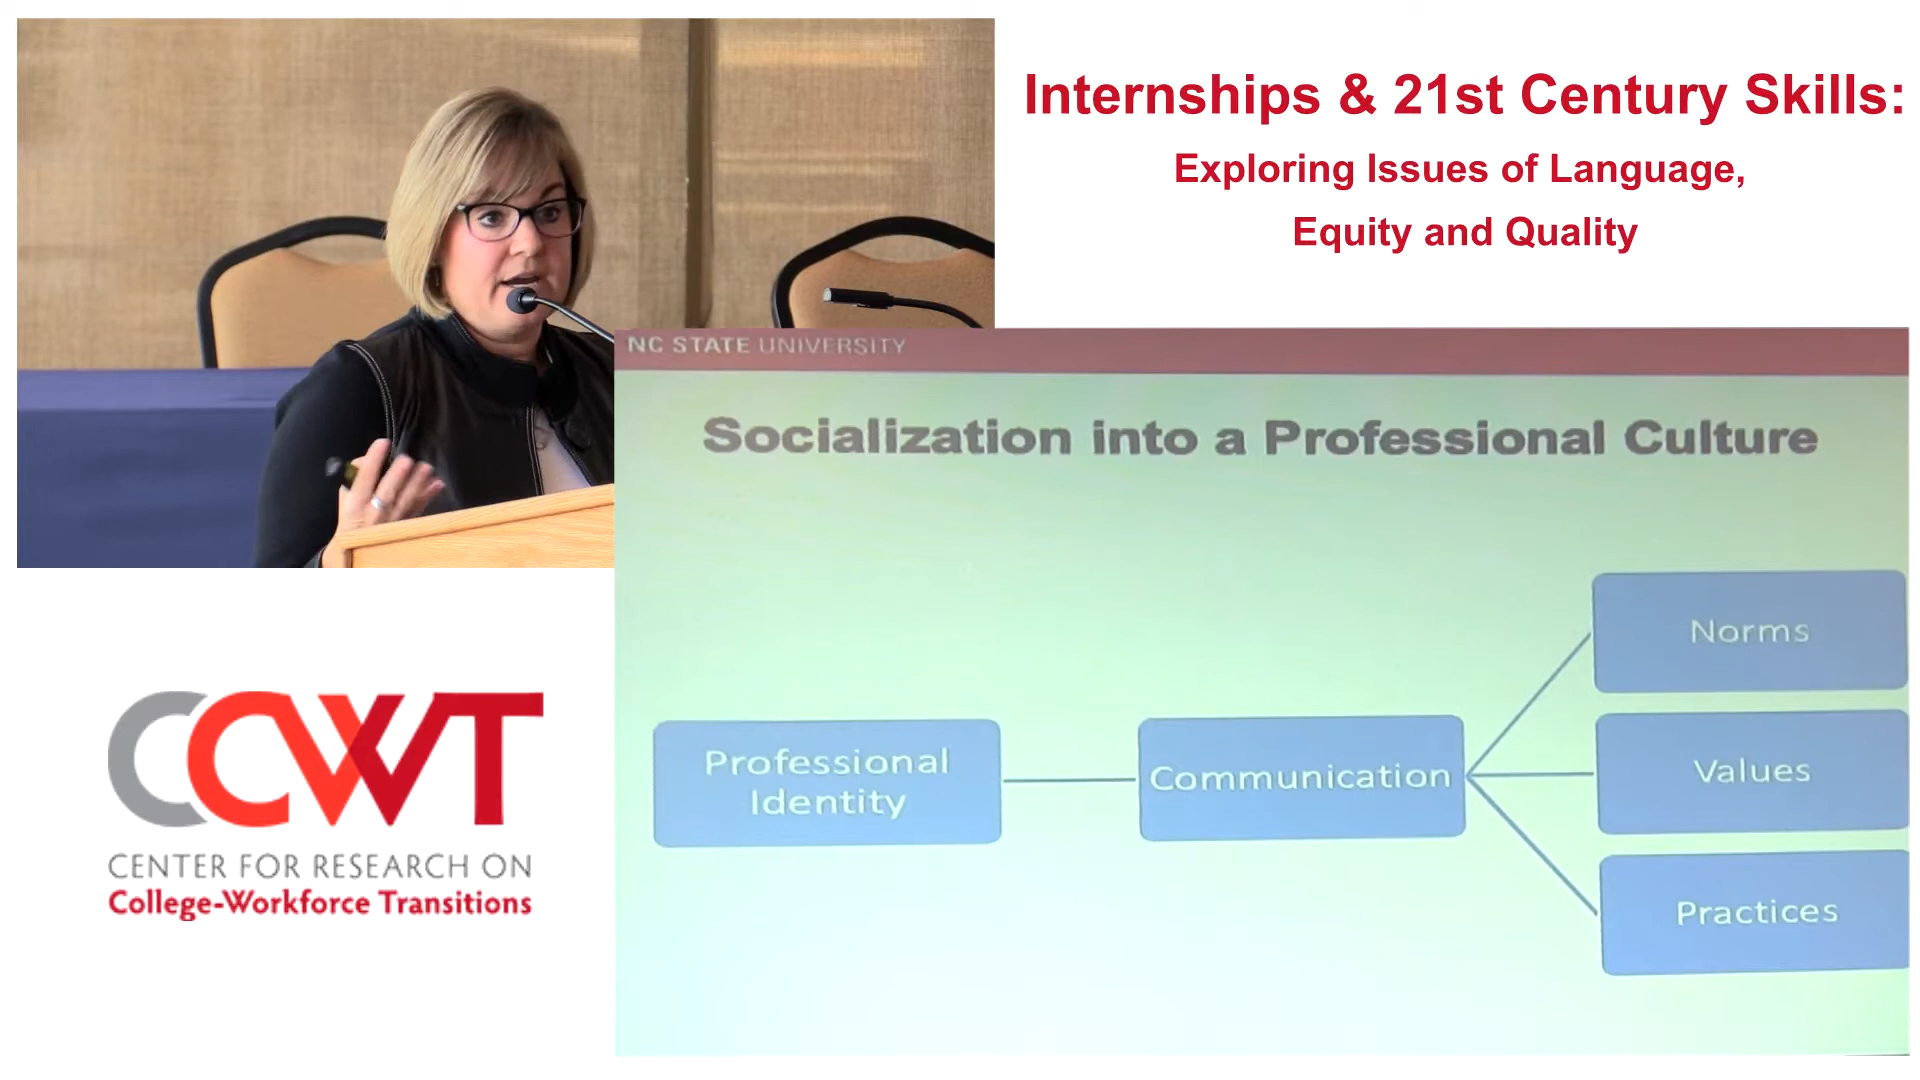 Internships & 21st Century Skills:
Exploring Issues of Language,
Equity and Quality
NC STATE UNIVERSITY
Socialization into a Professional Culture
Professional
Identity
Communication
Norms
Values
Practices
CCWT
CENTER FOR RESEARCH ON
College-Workforce Transitions